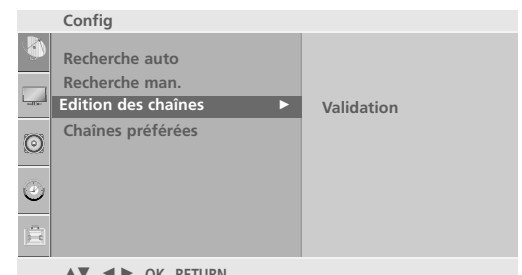 Config
Recherche auto
Recherche man.
Edition des chaînes ► Validation
Chaînes préférées
▲▼ ◄ ► OK RETURN